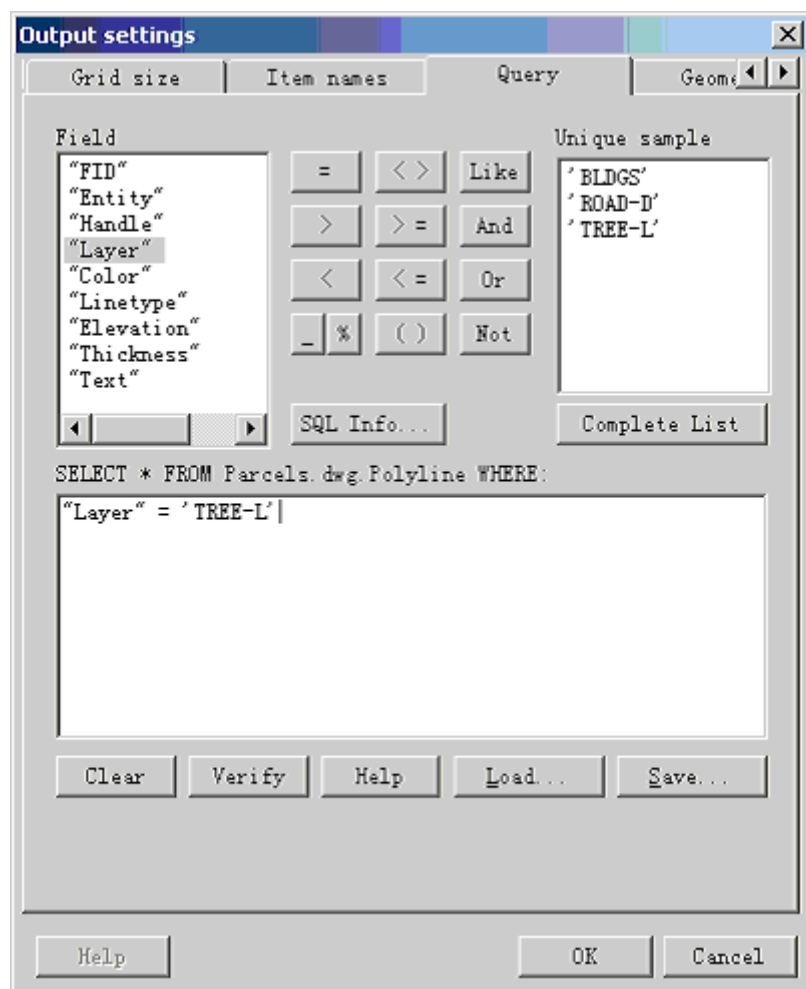 Output settings
Grid size
Item names
Query
Geome
Field
"FID"
"Entity"
"Handle"
"Layer"
"Color"
"Linetype"
"Elevation"
"Thickness"
"Text"
= < > Like
> > = And
< < = Or
_ % ( ) Not
SQL Info...
Unique sample
'BLDGS'
'ROAD-D'
'TREE-L'
Complete List
SELECT * FROM Parcels.dwg.Polyline WHERE:
"Layer" = 'TREE-L'
Clear
Verify
Help
Load...
Save...
Help
OK
Cancel